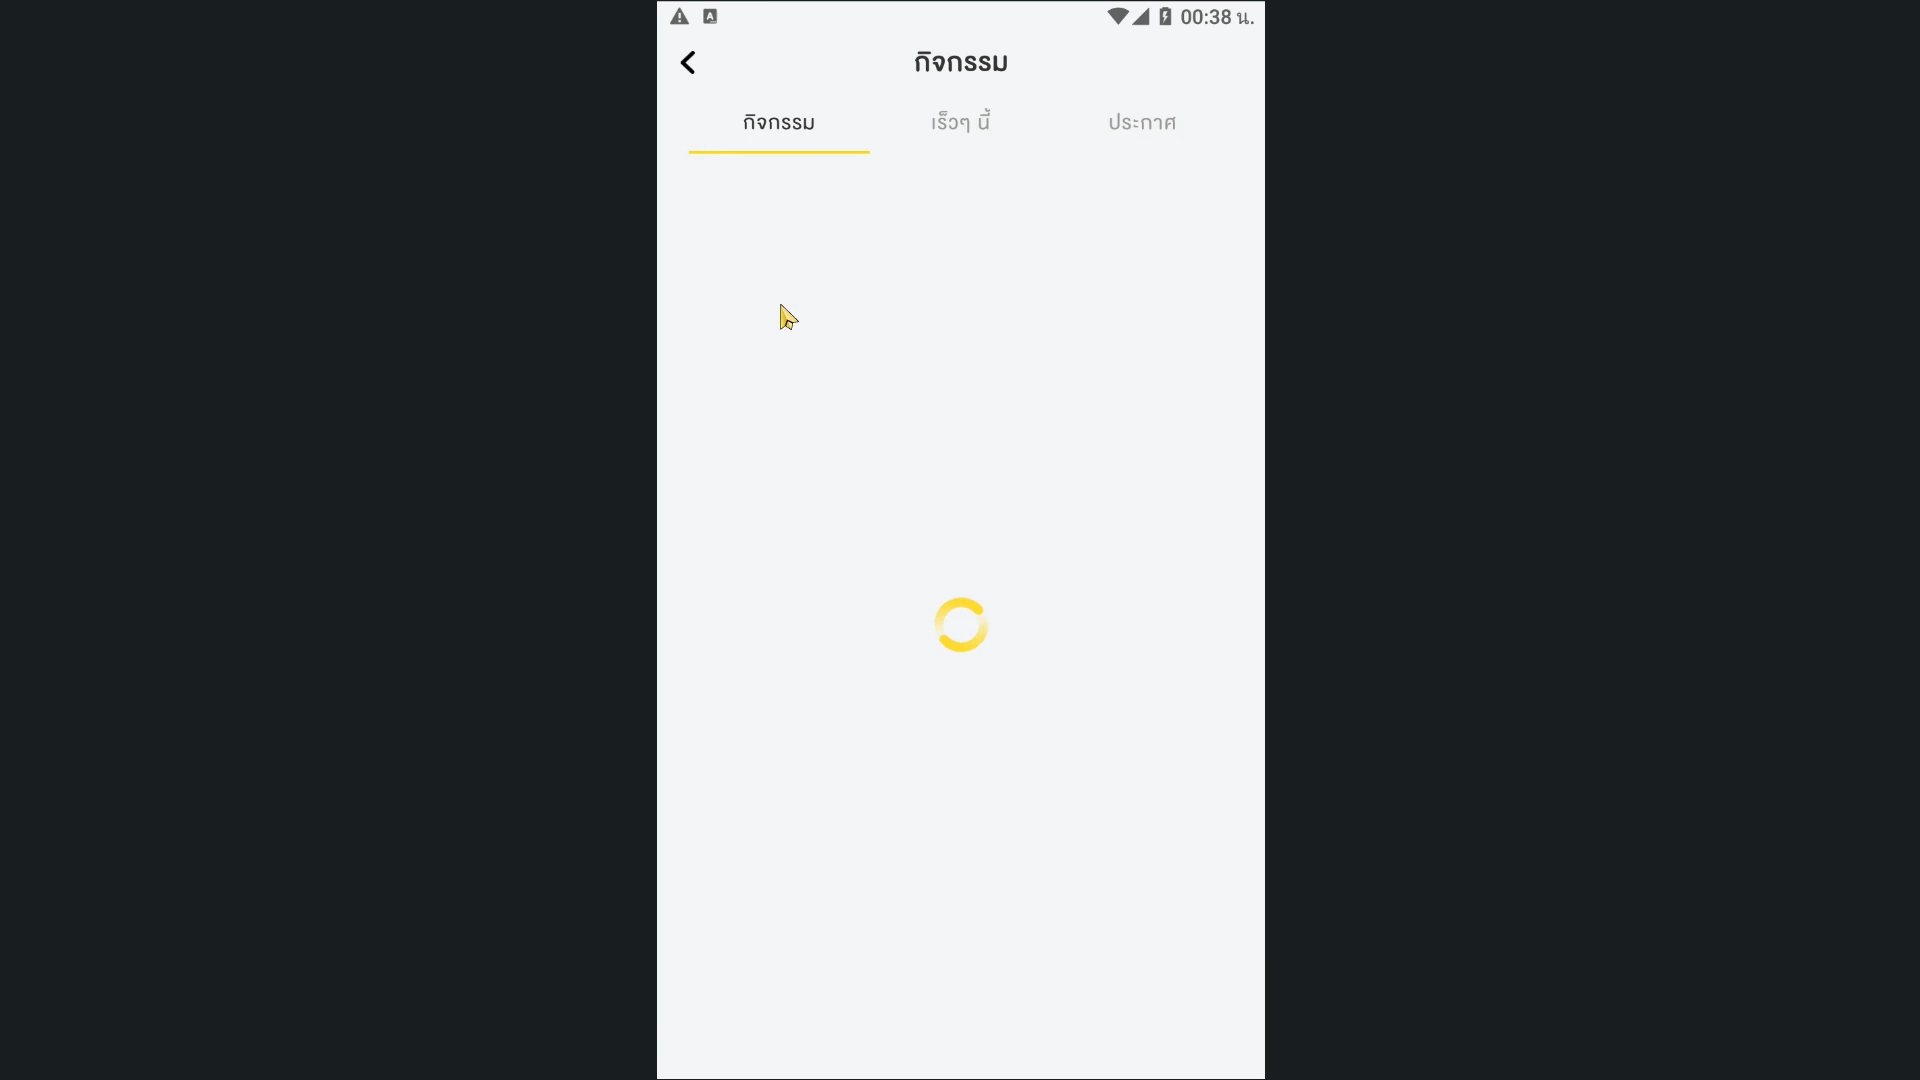 A
00:38 น.
กิจกรรม
กิจกรรม
เร็วๆ นี้
ประกาศ